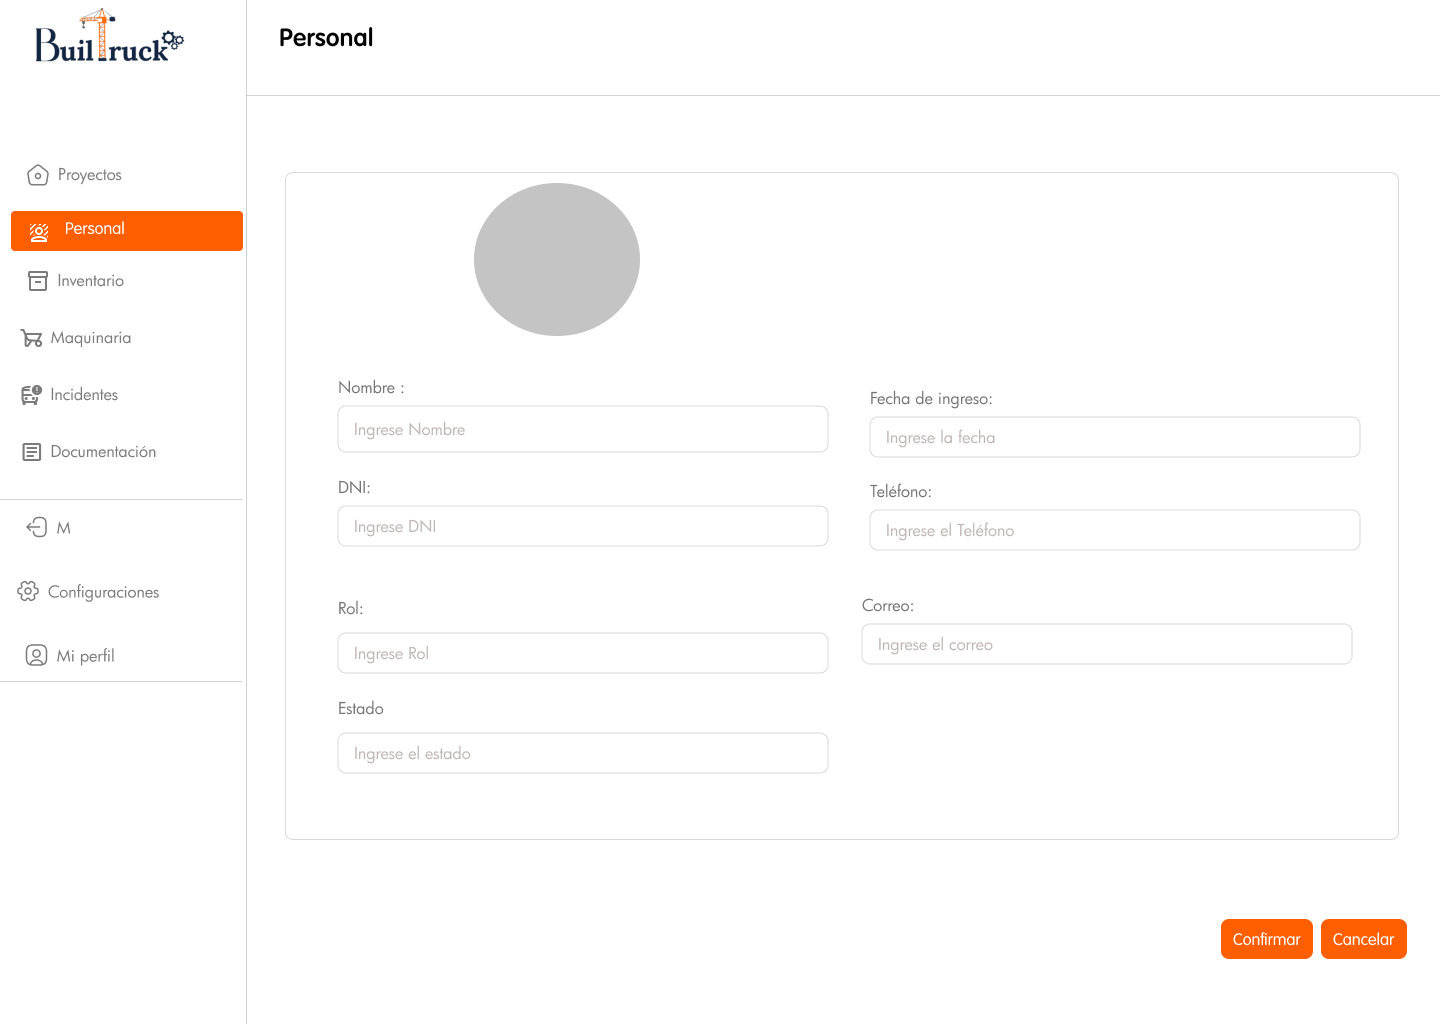 BuilTruck
Personal
Proyectos
Personal
Inventario
Maquinaria
Incidentes
Documentación
M
Configuraciones
Mi perfil
Nombre :
Ingrese Nombre
DNI:
Ingrese DNI
Rol:
Ingrese Rol
Estado
Ingrese el estado
Fecha de ingreso:
Ingrese la fecha
Teléfono:
Ingrese el Teléfono
Correo:
Ingrese el correo
Confirmar
Cancelar